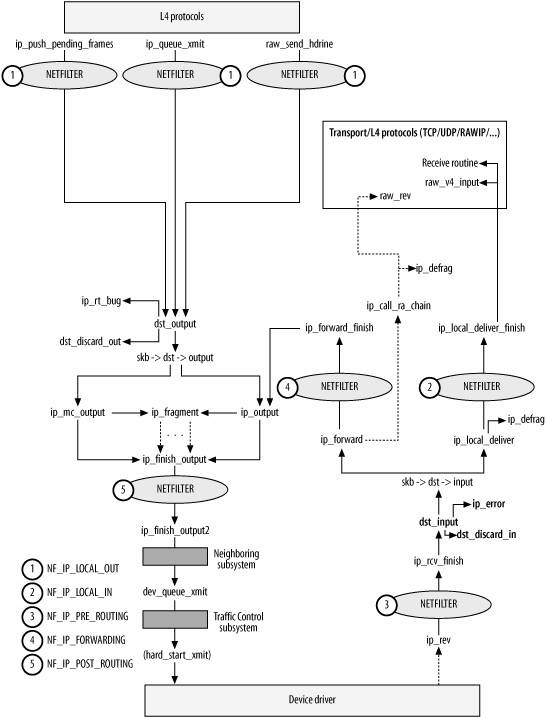 L4 protocols
ip_push_pending_frames
ip_queue_xmit
raw_send_hdrine
1
NETFILTER
NETFILTER
1
NETFILTER
1
Transport/L4 protocols (TCP/UDP/RAWIP/...)
Receive routine
raw_v4_input
raw_rev
ip_defrag
ip_call_ra_chain
ip_rt_bug
dst_output
dst_discard_out
skb -> dst -> output
ip_forward_finish
ip_local_deliver_finish
4
NETFILTER
2
NETFILTER
ip_mc_output
ip_fragment
ip_output
. . .
ip_finish_output
ip_forward
ip_defrag
ip_local_deliver
5
NETFILTER
skb -> dst -> input
ip_error
dst_input
dst_discard_in
ip_finish_output2
Neighboring
subsystem
ip_rcv_finish
dev_queue_xmit
3
NETFILTER
Traffic Control
subsystem
ip_rev
(hard_start_xmit)
1 NF_IP_LOCAL_OUT
2 NF_IP_LOCAL_IN
3 NF_IP_PRE_ROUTING
4 NF_IP_FORWARDING
5 NF_IP_POST_ROUTING
Device driver